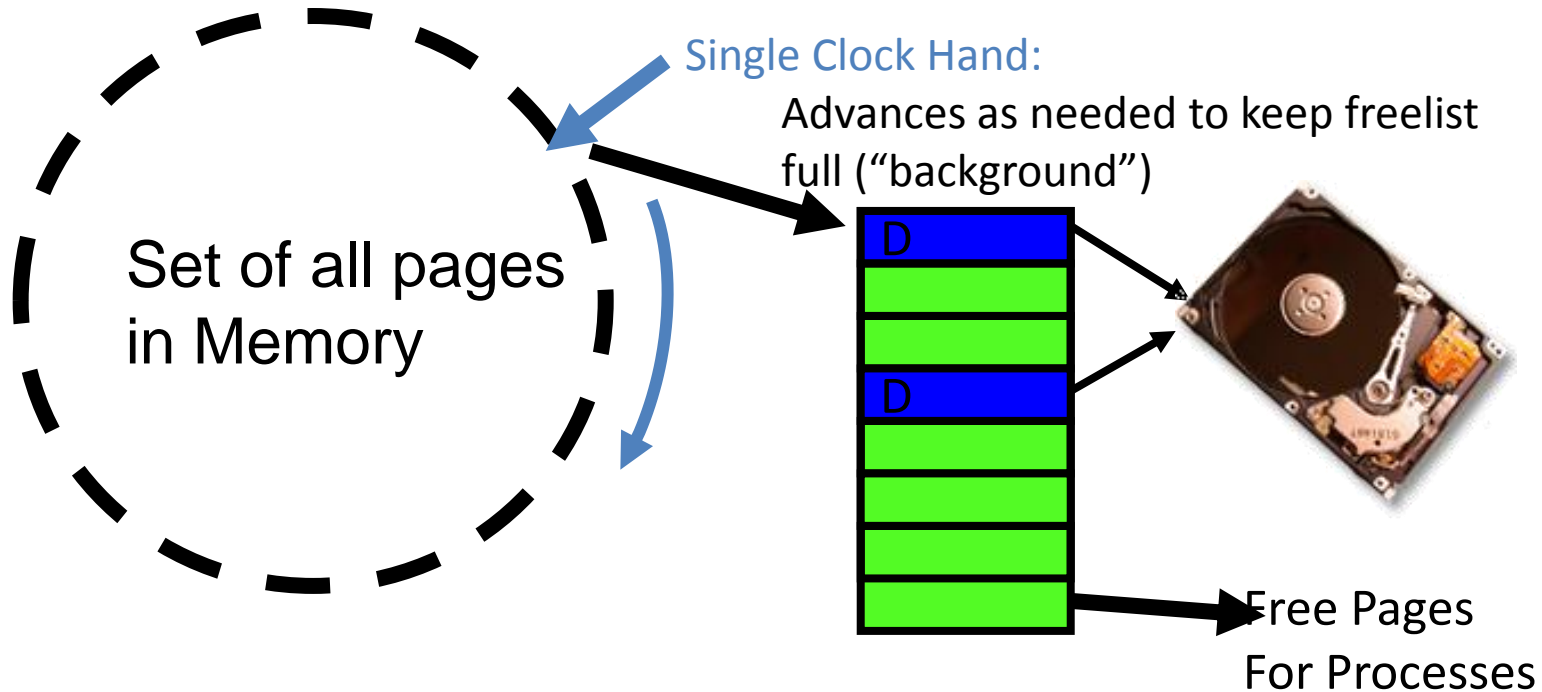 Single Clock Hand:
Advances as needed to keep freelist
full (“background”)
Set of all pages
in Memory
D
D
Free Pages
For Processes